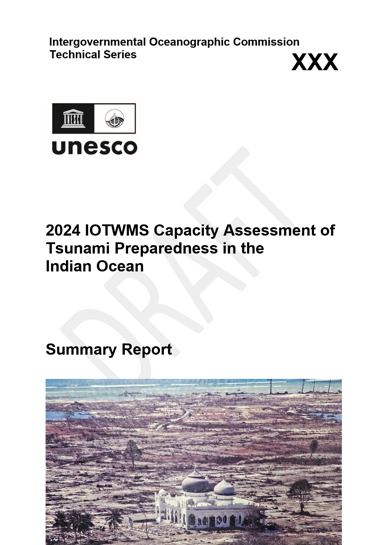 Intergovernmental Oceanographic Commission
Technical Series
XXX
unesco
2024 IOTWMS Capacity Assessment of
Tsunami Preparedness in the
Indian Ocean
DRAFT
Summary Report